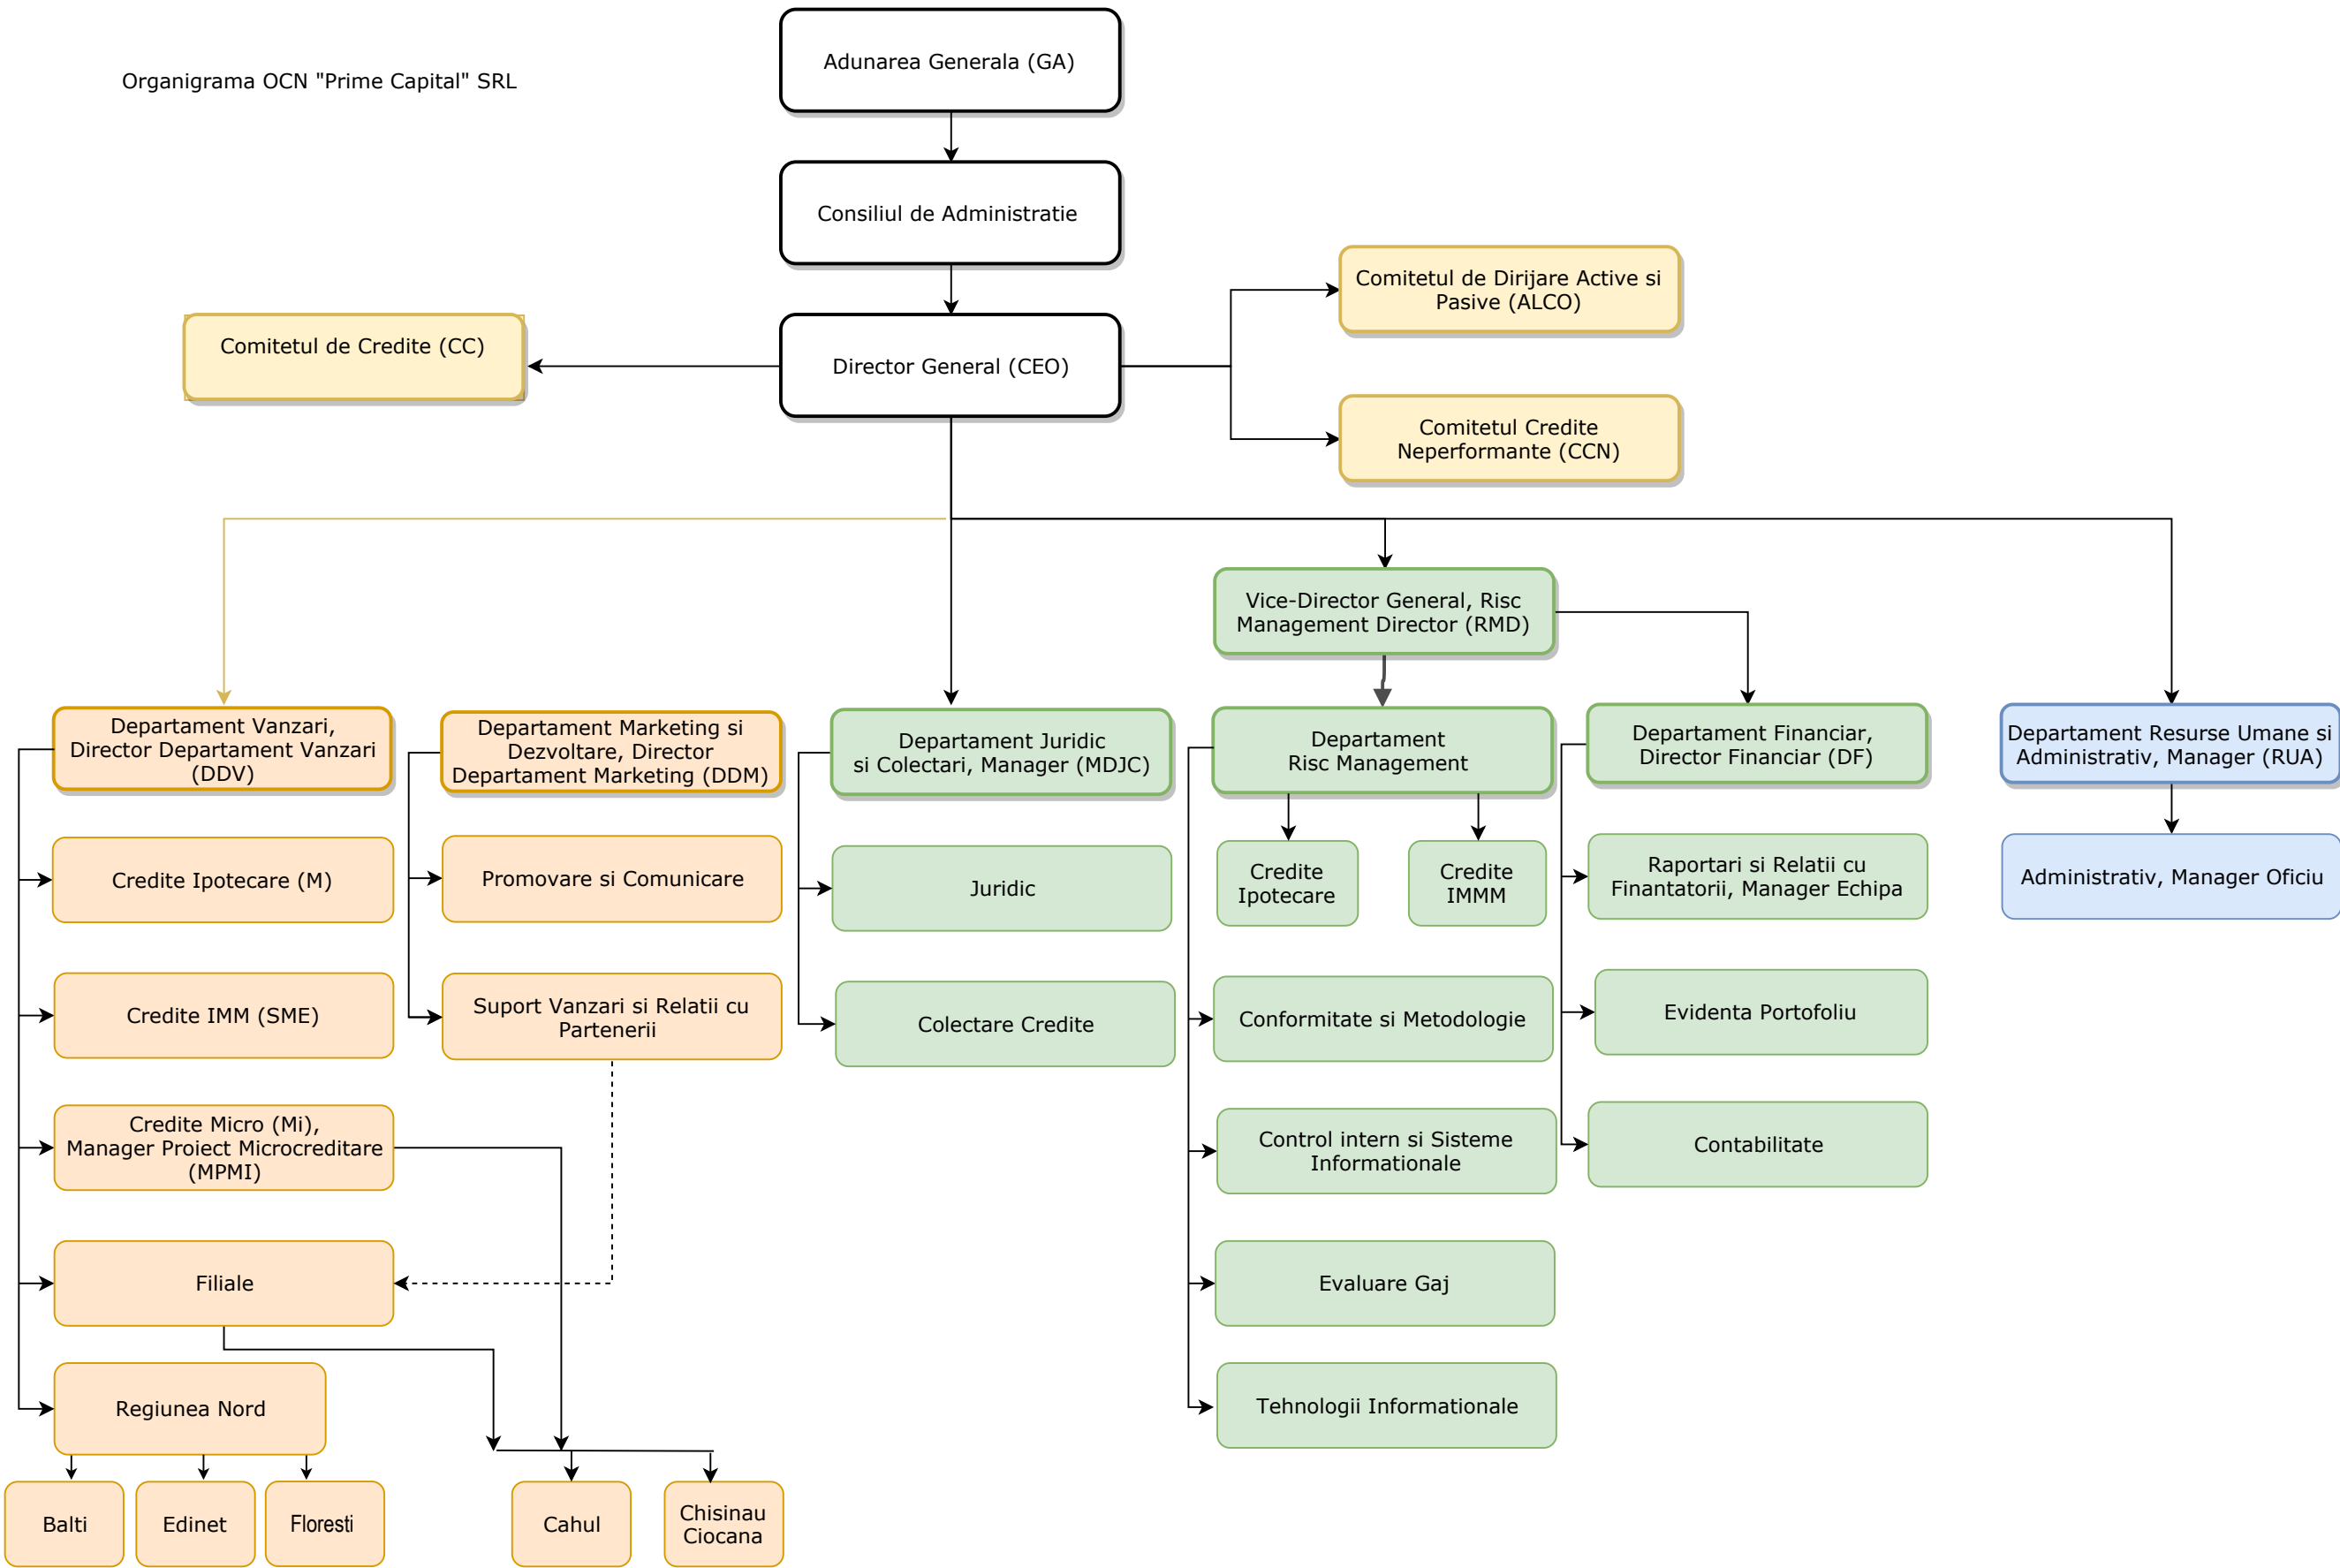 Organigrama OCN "Prime Capital" SRL
Adunarea Generala (GA)
Consiliul de Administratie
Comitetul de Dirijare Active si
Pasive (ALCO)
Comitetul de Credite (CC)
Director General (CEO)
Comitetul Credite
Neperformante (CCN)
Vice-Director General, Risc
Management Director (RMD)
Departament Vanzari,
Director Departament Vanzari
(DDV)
Departament Marketing si
Dezvoltare, Director
Departament Marketing (DDM)
Departament Juridic
si Colectari, Manager (MDJC)
Departament
Risc Management
Departament Financiar,
Director Financiar (DF)
Departament Resurse Umane si
Administrativ, Manager (RUA)
Credite Ipotecare (M)
Promovare si Comunicare
Juridic
Credite
Ipotecare
Credite
IMMM
Raportari si Relatii cu
Finantatorii, Manager Echipa
Administrativ, Manager Oficiu
Credite IMM (SME)
Suport Vanzari si Relatii cu
Partenerii
Colectare Credite
Conformitate si Metodologie
Evidenta Portofoliu
Credite Micro (Mi),
Manager Proiect Microcreditare
(MPMI)
Control intern si Sisteme
Informationale
Contabilitate
Filiale
Evaluare Gaj
Regiunea Nord
Tehnologii Informationale
Balti
Edinet
Floresti
Cahul
Chisinau
Ciocana